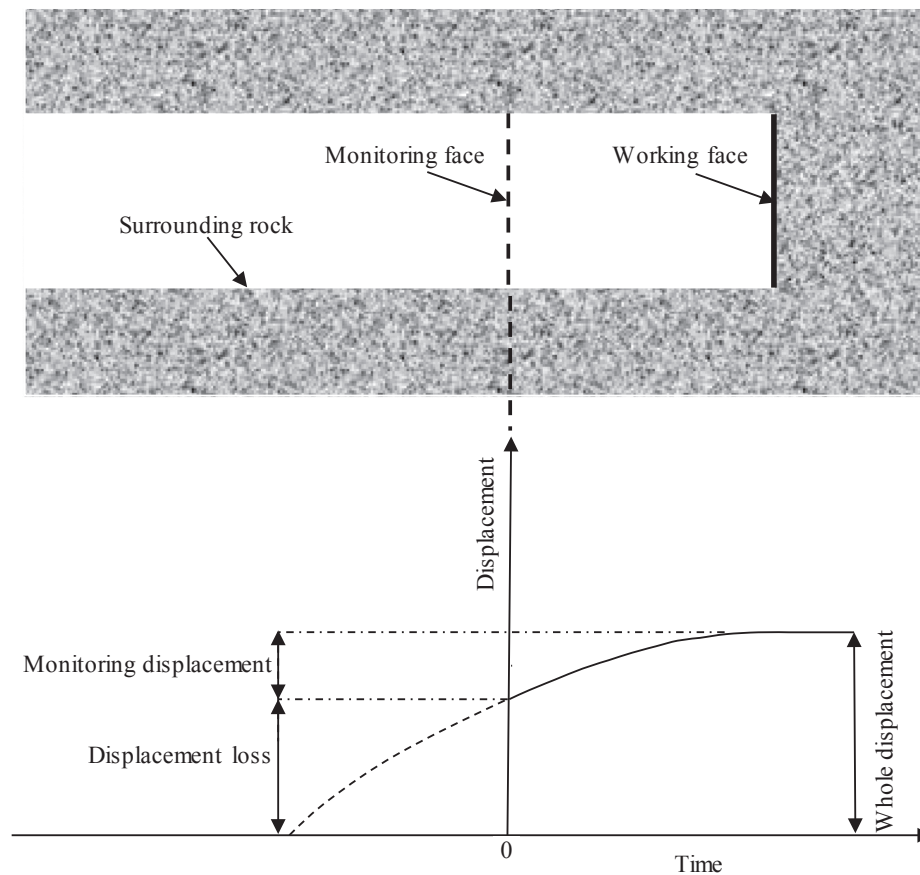 Monitoring face
Working face
Surrounding rock
Displacement
Monitoring displacement
Displacement loss
Whole displacement
0
Time